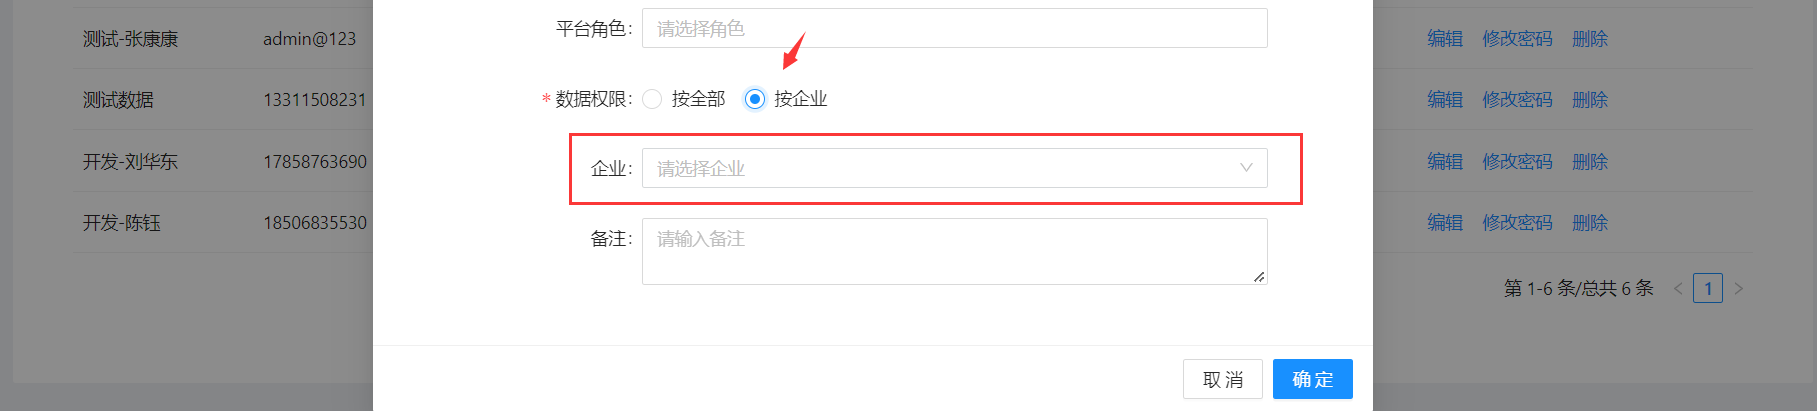 平台角色: 请选择角色
测试-张康康 admin@123 编辑 修改密码 删除
* 数据权限: 按全部 按企业
测试数据 13311508231 编辑 修改密码 删除
开发-刘华东 17858763690 编辑 修改密码 删除
企业: 请选择企业
开发-陈钰 18506835530 编辑 修改密码 删除
备注: 请输入备注
第 1-6 条/总共 6 条 < 1 >
取 消 确 定